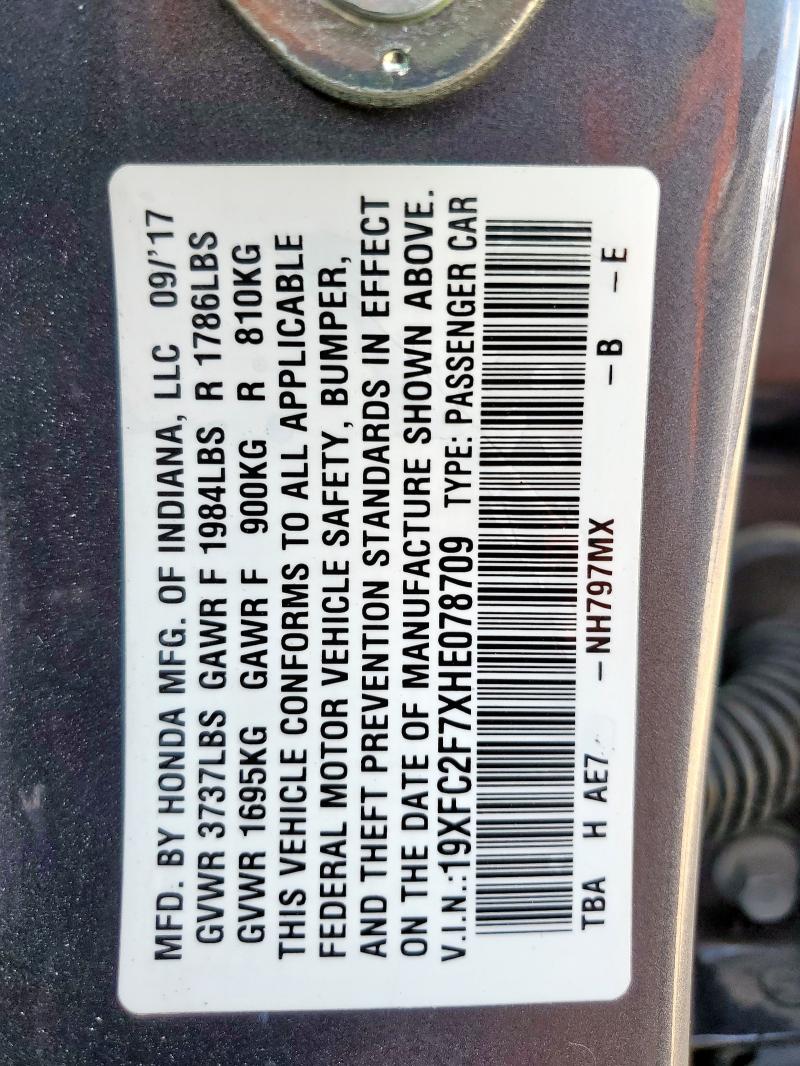 MFD. BY HONDA MFG. OF INDIANA, LLC 09/'17
GVWR 3737LBS GAWR F 1984LBS R 1786LBS
GVWR 1695KG GAWR F 900KG R 810KG
THIS VEHICLE CONFORMS TO ALL APPLICABLE
FEDERAL MOTOR VEHICLE SAFETY, BUMPER,
AND THEFT PREVENTION STANDARDS IN EFFECT
ON THE DATE OF MANUFACTURE SHOWN ABOVE.
V.I.N.:19XFC2F7XHE078709 TYPE: PASSENGER CAR
TBA H AE7 -NH797MX -B -E